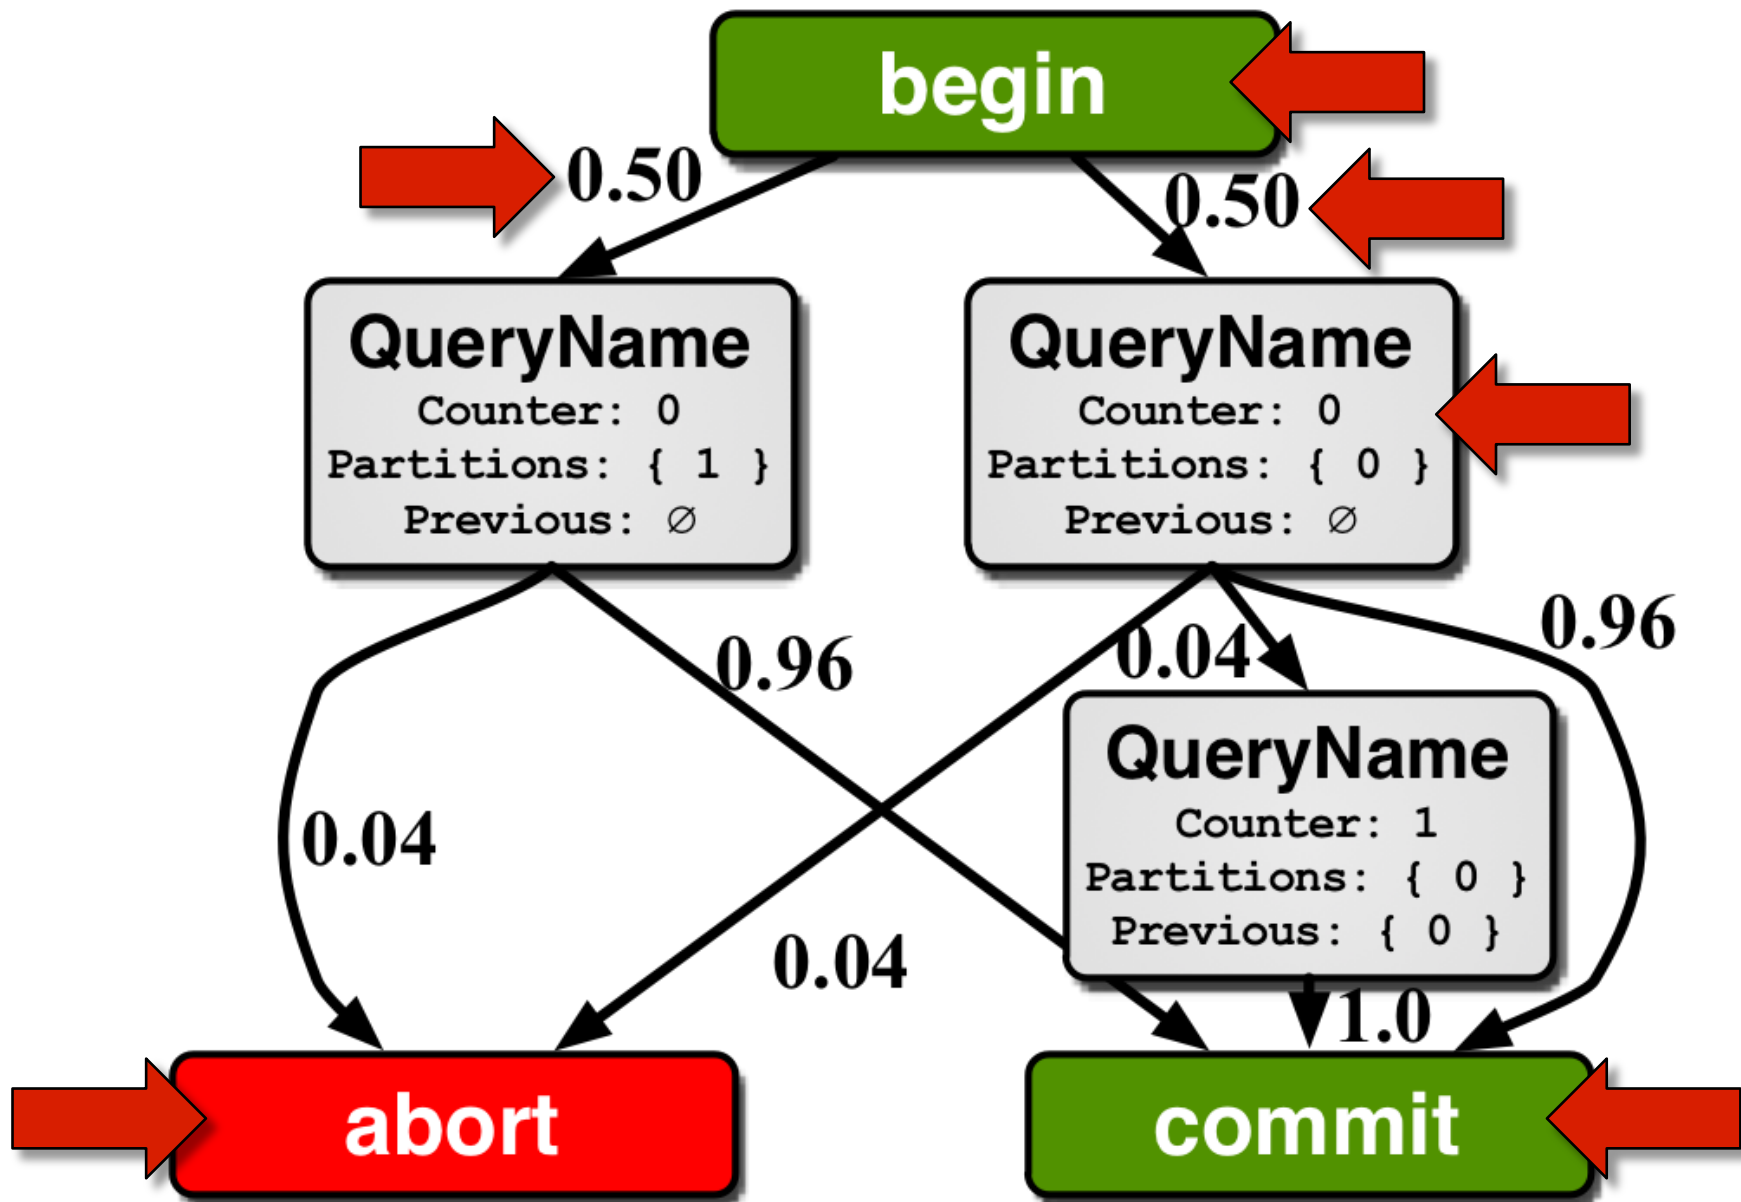 begin
0.50
0.50
QueryName
Counter: 0
Partitions: { 1 }
Previous: ∅
QueryName
Counter: 0
Partitions: { 0 }
Previous: ∅
0.96
0.04
0.96
QueryName
Counter: 1
Partitions: { 0 }
Previous: { 0 }
0.04
0.04
1.0
abort
commit